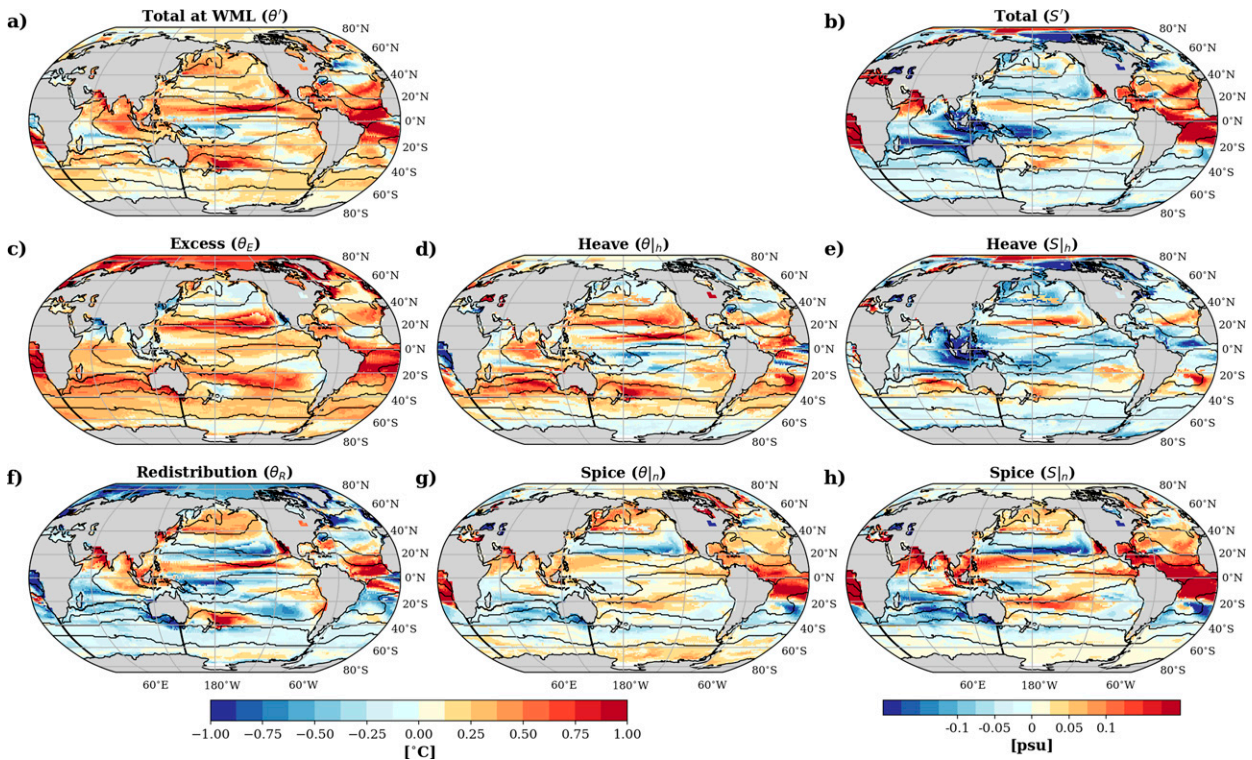 a) Total at WML (θ′)
80°N
60°N
40°N
20°N
0°N
20°S
40°S
60°S
80°S
b) Total (S′)
80°N
60°N
40°N
20°N
0°N
20°S
40°S
60°S
80°S
c) Excess (θ_E)
80°N
60°N
40°N
20°N
0°N
20°S
40°S
60°S
80°S
d) Heave (θ|_h)
80°N
60°N
40°N
20°N
0°N
20°S
40°S
60°S
80°S
e) Heave (S|_h)
80°N
60°N
40°N
20°N
0°N
20°S
40°S
60°S
80°S
f) Redistribution (θ_R)
80°N
60°N
40°N
20°N
0°N
20°S
40°S
60°S
80°S
60°E 180°W 60°W
g) Spice (θ|_n)
80°N
60°N
40°N
20°N
0°N
20°S
40°S
60°S
80°S
60°E 180°W 60°W
h) Spice (S|_n)
80°N
60°N
40°N
20°N
0°N
20°S
40°S
60°S
80°S
60°E 180°W 60°W
−1.00 −0.75 −0.50 −0.25 0.00 0.25 0.50 0.75 1.00
[°C]
-0.1 -0.05 0 0.05 0.1
[psu]